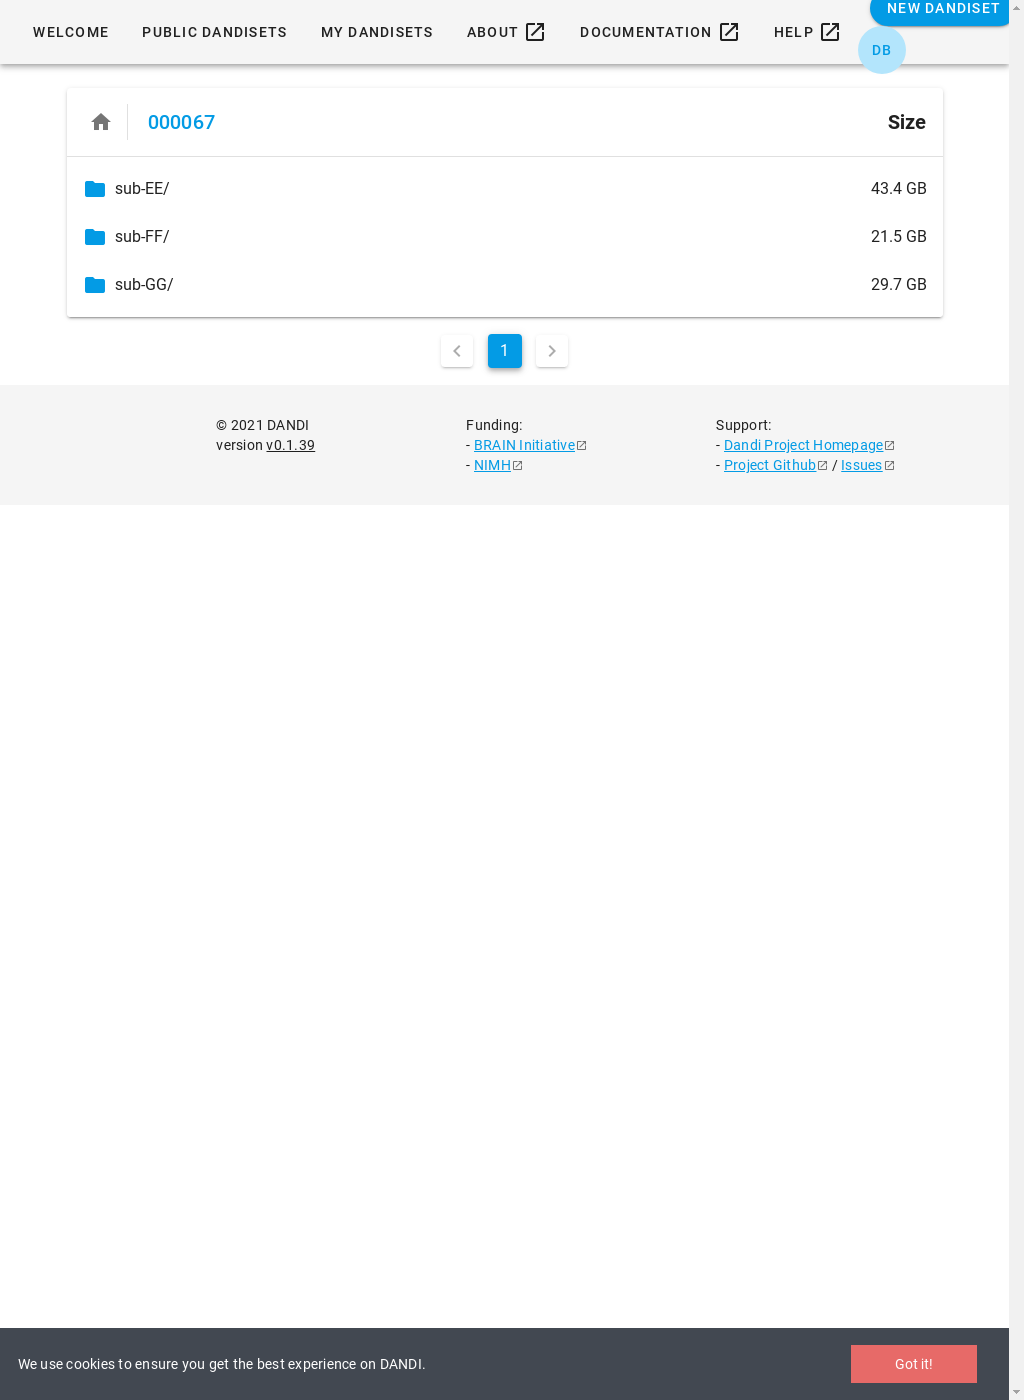 NEW DANDISET
WELCOME PUBLIC DANDISETS MY DANDISETS ABOUT DOCUMENTATION HELP
DB
000067 Size
sub-EE/ 43.4 GB
sub-FF/ 21.5 GB
sub-GG/ 29.7 GB
1
© 2021 DANDI
version v0.1.39
Funding:
- BRAIN Initiative
- NIMH
Support:
- Dandi Project Homepage
- Project Github / Issues
We use cookies to ensure you get the best experience on DANDI. Got it!